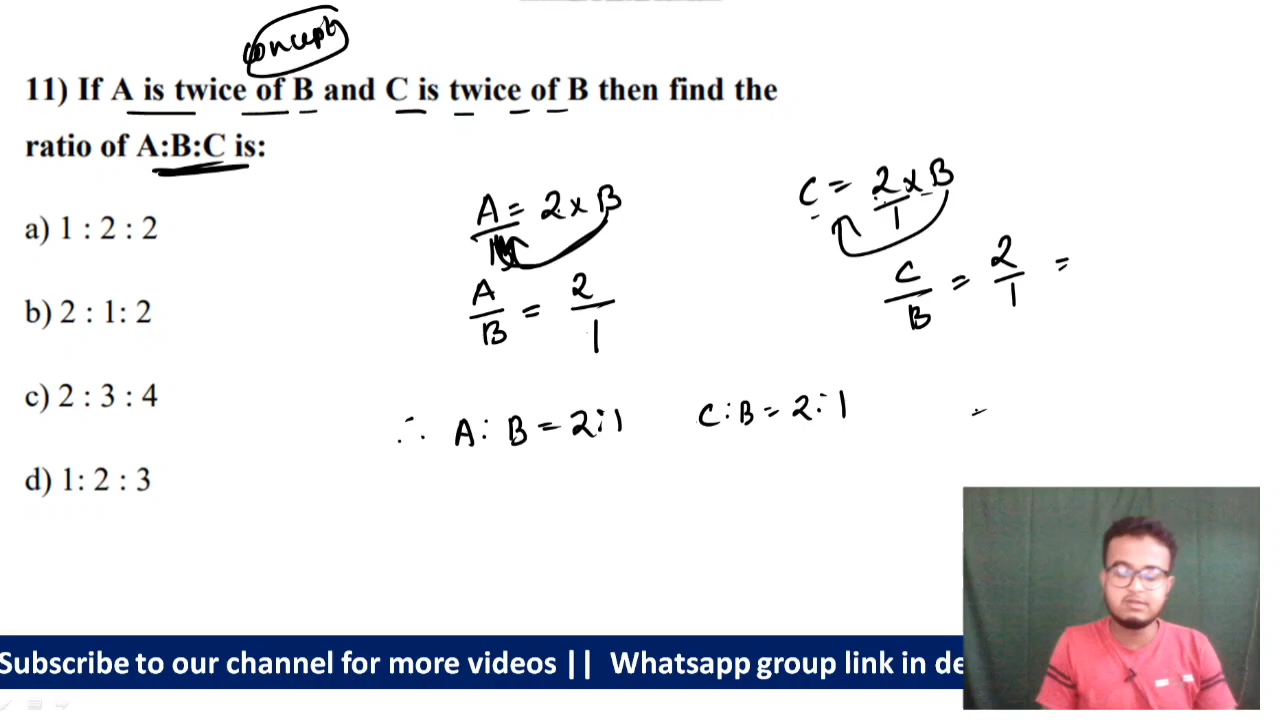 concept
11) If A is twice of B and C is twice of B then find the
ratio of A:B:C is:
a) 1 : 2 : 2
b) 2 : 1: 2
c) 2 : 3 : 4
d) 1: 2 : 3
A = 2 x B
A/B = 2/1
C = 2/1 x B
C/B = 2/1 =
∴ A : B = 2:1
C:B = 2:1
Subscribe to our channel for more videos || Whatsapp group link in de